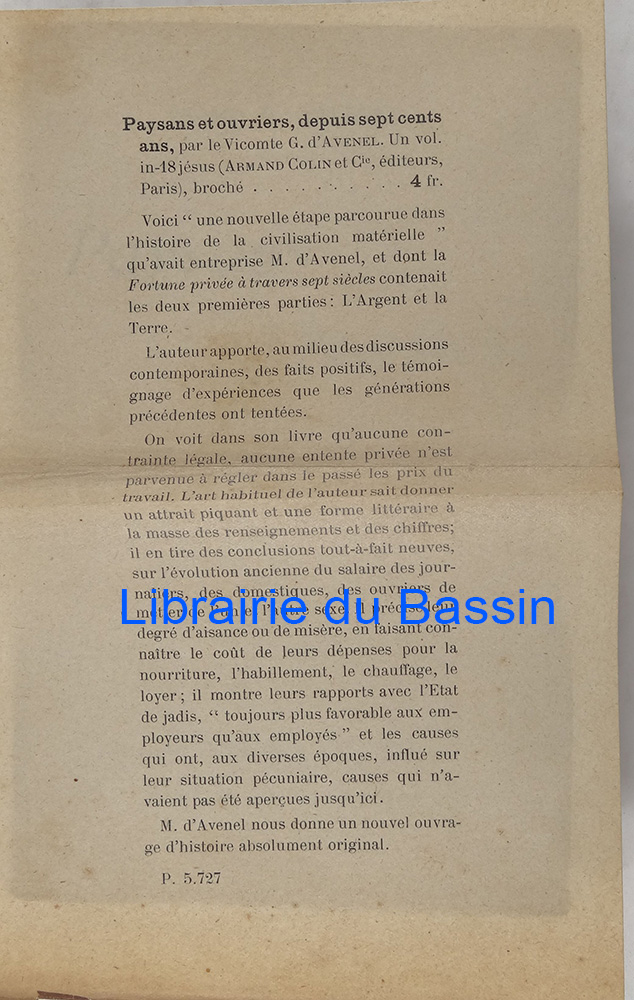 Paysans et ouvriers, depuis sept cents
ans, par le Vicomte G. d'AVENEL. Un vol.
in-18 jésus (ARMAND COLIN et Cie, éditeurs,
Paris), broché . . . . . . . . . . 4 fr.
Voici “ une nouvelle étape parcourue dans
l'histoire de la civilisation matérielle ”
qu'avait entreprise M. d'Avenel, et dont la
Fortune privée à travers sept siècles contenait
les deux premières parties : L'Argent et la
Terre.
L'auteur apporte, au milieu des discussions
contemporaines, des faits positifs, le témoi-
gnage d'expériences que les générations
précédentes ont tentées.
On voit dans son livre qu'aucune con-
trainte légale, aucune entente privée n'est
parvenue à régler dans le passé les prix du
travail. L'art habituel de l'auteur sait donner
un attrait piquant et une forme littéraire à
la masse des renseignements et des chiffres;
il en tire des conclusions tout-à-fait neuves,
sur l'évolution ancienne du salaire des jour-
naliers, des domestiques, des ouvriers de
métier de l'un et l'autre sexe. Il précise leur
Librairie du Bassin
degré d'aisance ou de misère, en faisant con-
naître le coût de leurs dépenses pour la
nourriture, l'habillement, le chauffage, le
loyer ; il montre leurs rapports avec l'Etat
de jadis, “ toujours plus favorable aux em-
ployeurs qu'aux employés ” et les causes
qui ont, aux diverses époques, influé sur
leur situation pécuniaire, causes qui n'a-
vaient pas été aperçues jusqu'ici.
M. d'Avenel nous donne un nouvel ouvra-
ge d'histoire absolument original.
P. 5.727